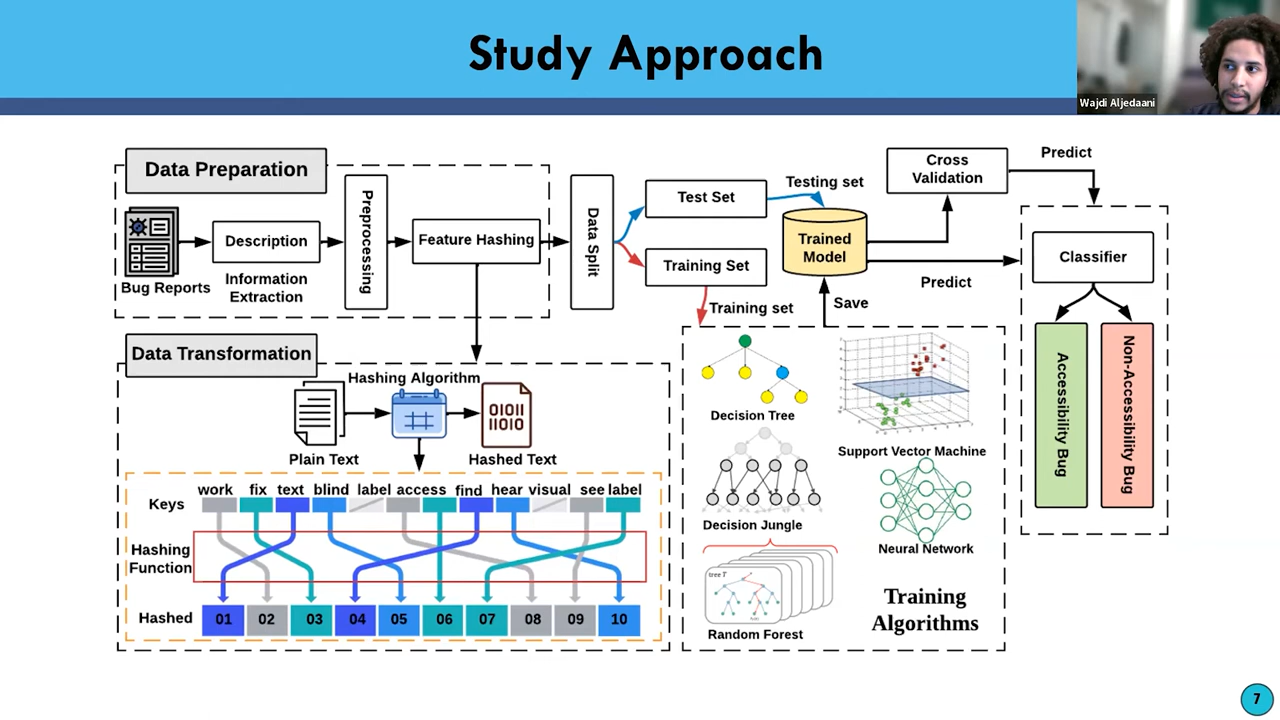 Study Approach
Wajdi Aljedaani
Data Preparation
Bug Reports
Description
Information
Extraction
Preprocessing
Feature Hashing
Data Split
Test Set
Training Set
Testing set
Training set
Trained
Model
Save
Cross
Validation
Predict
Predict
Classifier
Accessibility Bug
Non-Accessibility Bug
Data Transformation
Hashing Algorithm
Plain Text
01011
11010
Hashed Text
Keys
work fix text blind label access find hear visual see label
Hashing
Function
Hashed
01 02 03 04 05 06 07 08 09 10
Decision Tree
Support Vector Machine
Decision Jungle
Neural Network
tree T
Random Forest
Training
Algorithms
7